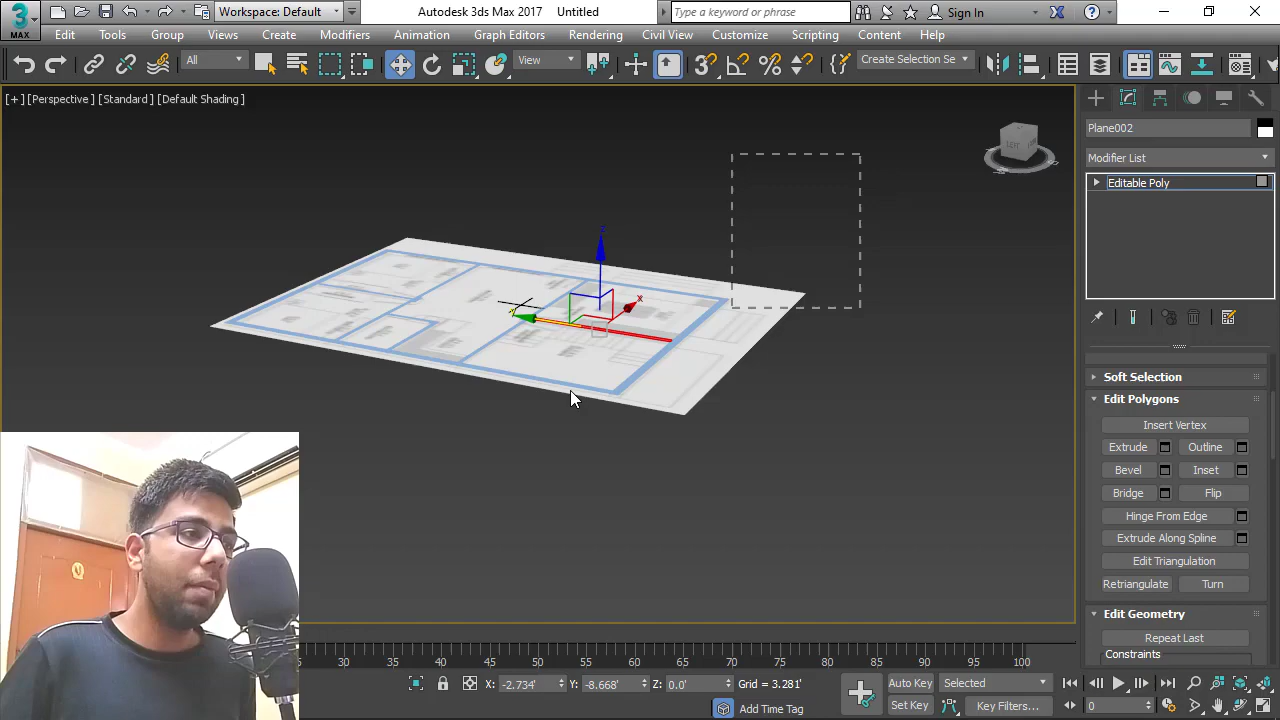 3
MAX
Workspace: Default
Autodesk 3ds Max 2017
Untitled
Type a keyword or phrase
Sign In
Edit
Tools
Group
Views
Create
Modifiers
Animation
Graph Editors
Rendering
Civil View
Customize
Scripting
Content
Help
All
View
Create Selection Se
[+] [Perspective] [Standard] [Default Shading]
LEFT
z
x
y
Plane002
Modifier List
Editable Poly
Soft Selection
Edit Polygons
Insert Vertex
Extrude
Outline
Bevel
Inset
Bridge
Flip
Hinge From Edge
Extrude Along Spline
Edit Triangulation
Retriangulate
Turn
Edit Geometry
Repeat Last
Constraints
30 35 40 45 50 55 60 65 70 75 80 85 90 95 100
X: -2.734' Y: -8.668' Z: 0.0' Grid = 3.281'
Auto Key
Selected
Add Time Tag
Set Key
Key Filters...
0